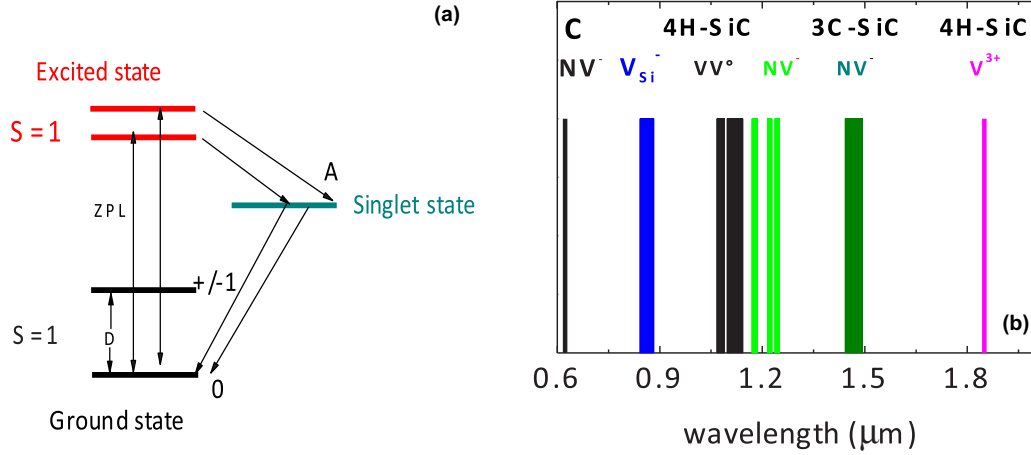 (a)
Excited state
S = 1
A
Singlet state
ZPL
+/-1
S = 1
D
0
Ground state
C 4H-SiC 3C-SiC 4H-SiC
NV⁻ V_Si⁻ VV° NV⁻ NV⁻ V³⁺
(b)
0.6 0.9 1.2 1.5 1.8
wavelength (μm)